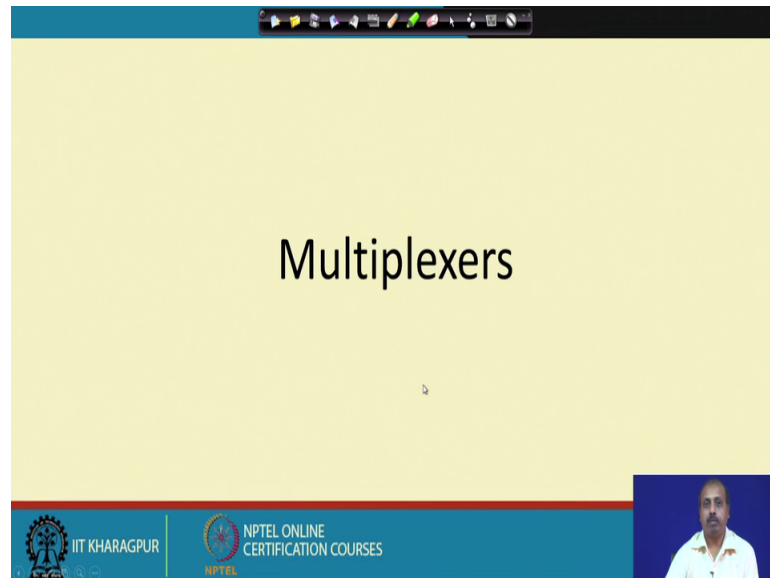 Multiplexers
IIT KHARAGPUR
NPTEL
NPTEL ONLINE
CERTIFICATION COURSES